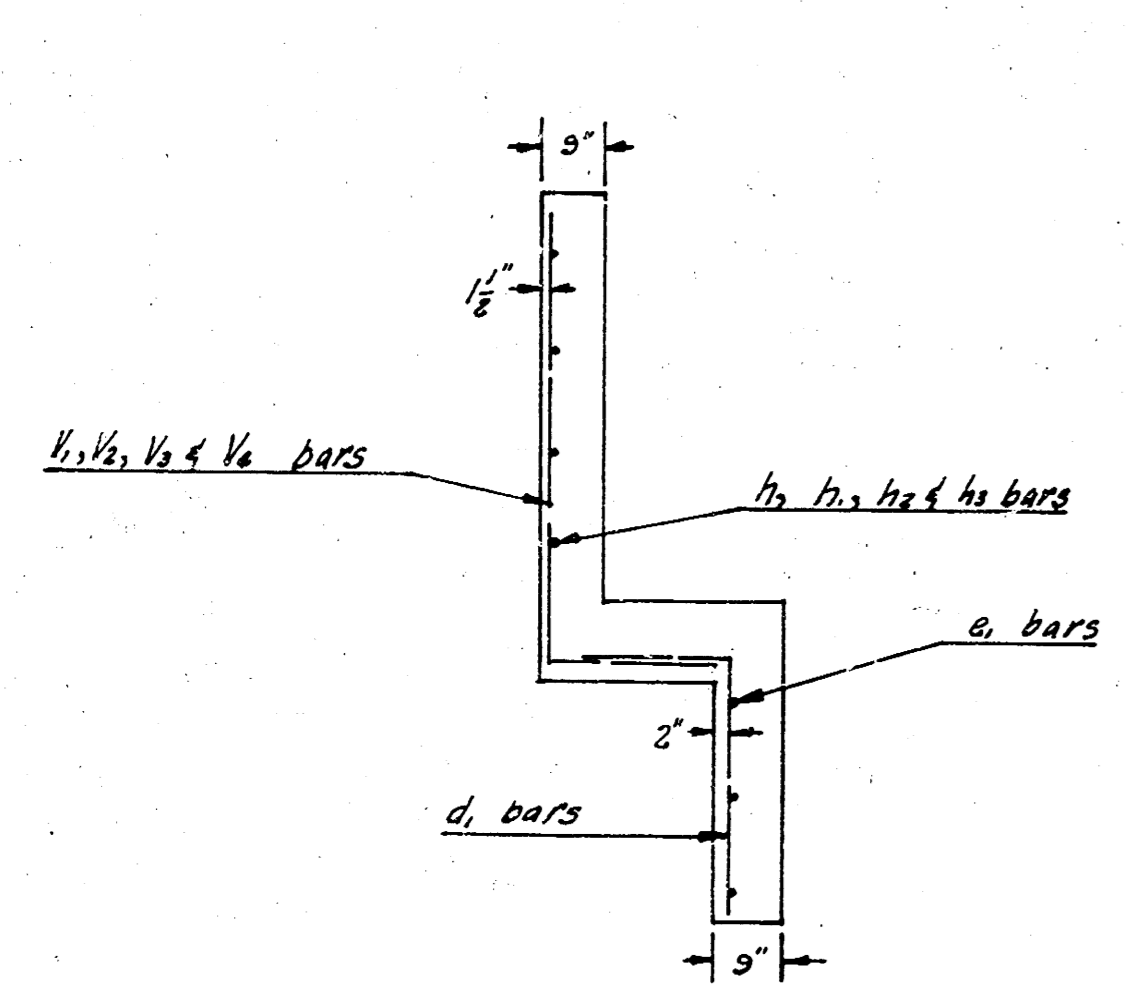 9"
1 1/2"
V₁, V₂, V₃ & V₄ bars
h, h₁, h₂ & h₃ bars
e₁ bars
2"
d₁ bars
9"